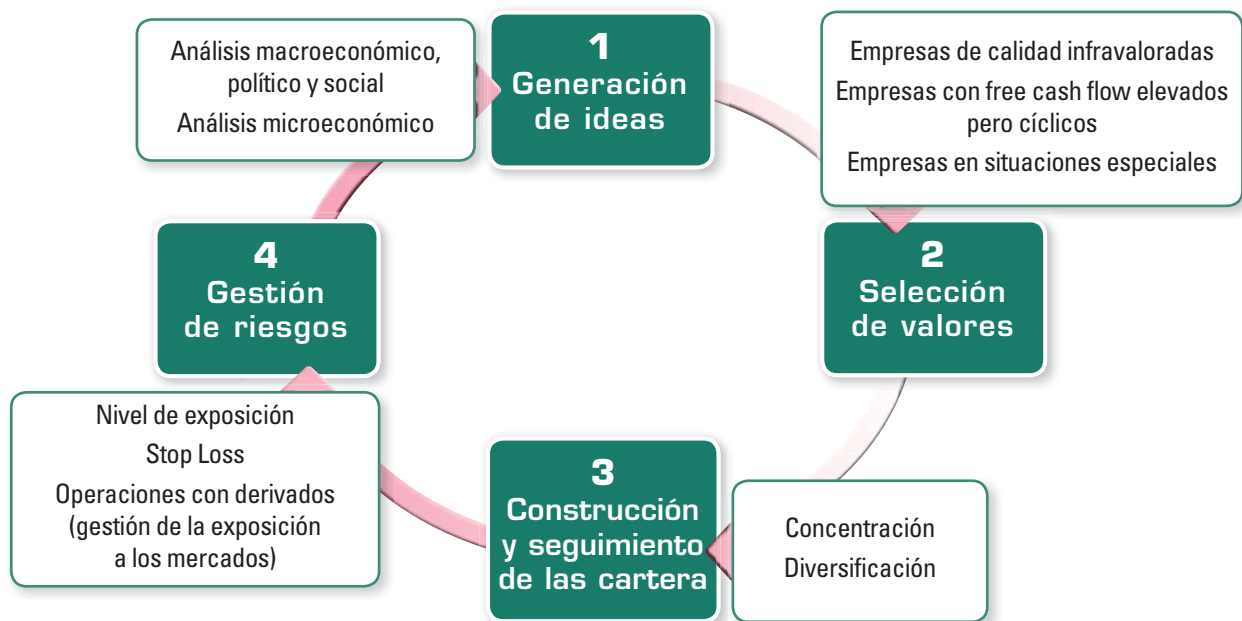 Análisis macroeconómico,
político y social
Análisis microeconómico
1
Generación
de ideas
Empresas de calidad infravaloradas
Empresas con free cash flow elevados
pero cíclicos
Empresas en situaciones especiales
4
Gestión
de riesgos
2
Selección
de valores
Nivel de exposición
Stop Loss
Operaciones con derivados
(gestión de la exposición
a los mercados)
3
Construcción
y seguimiento
de las cartera
Concentración
Diversificación